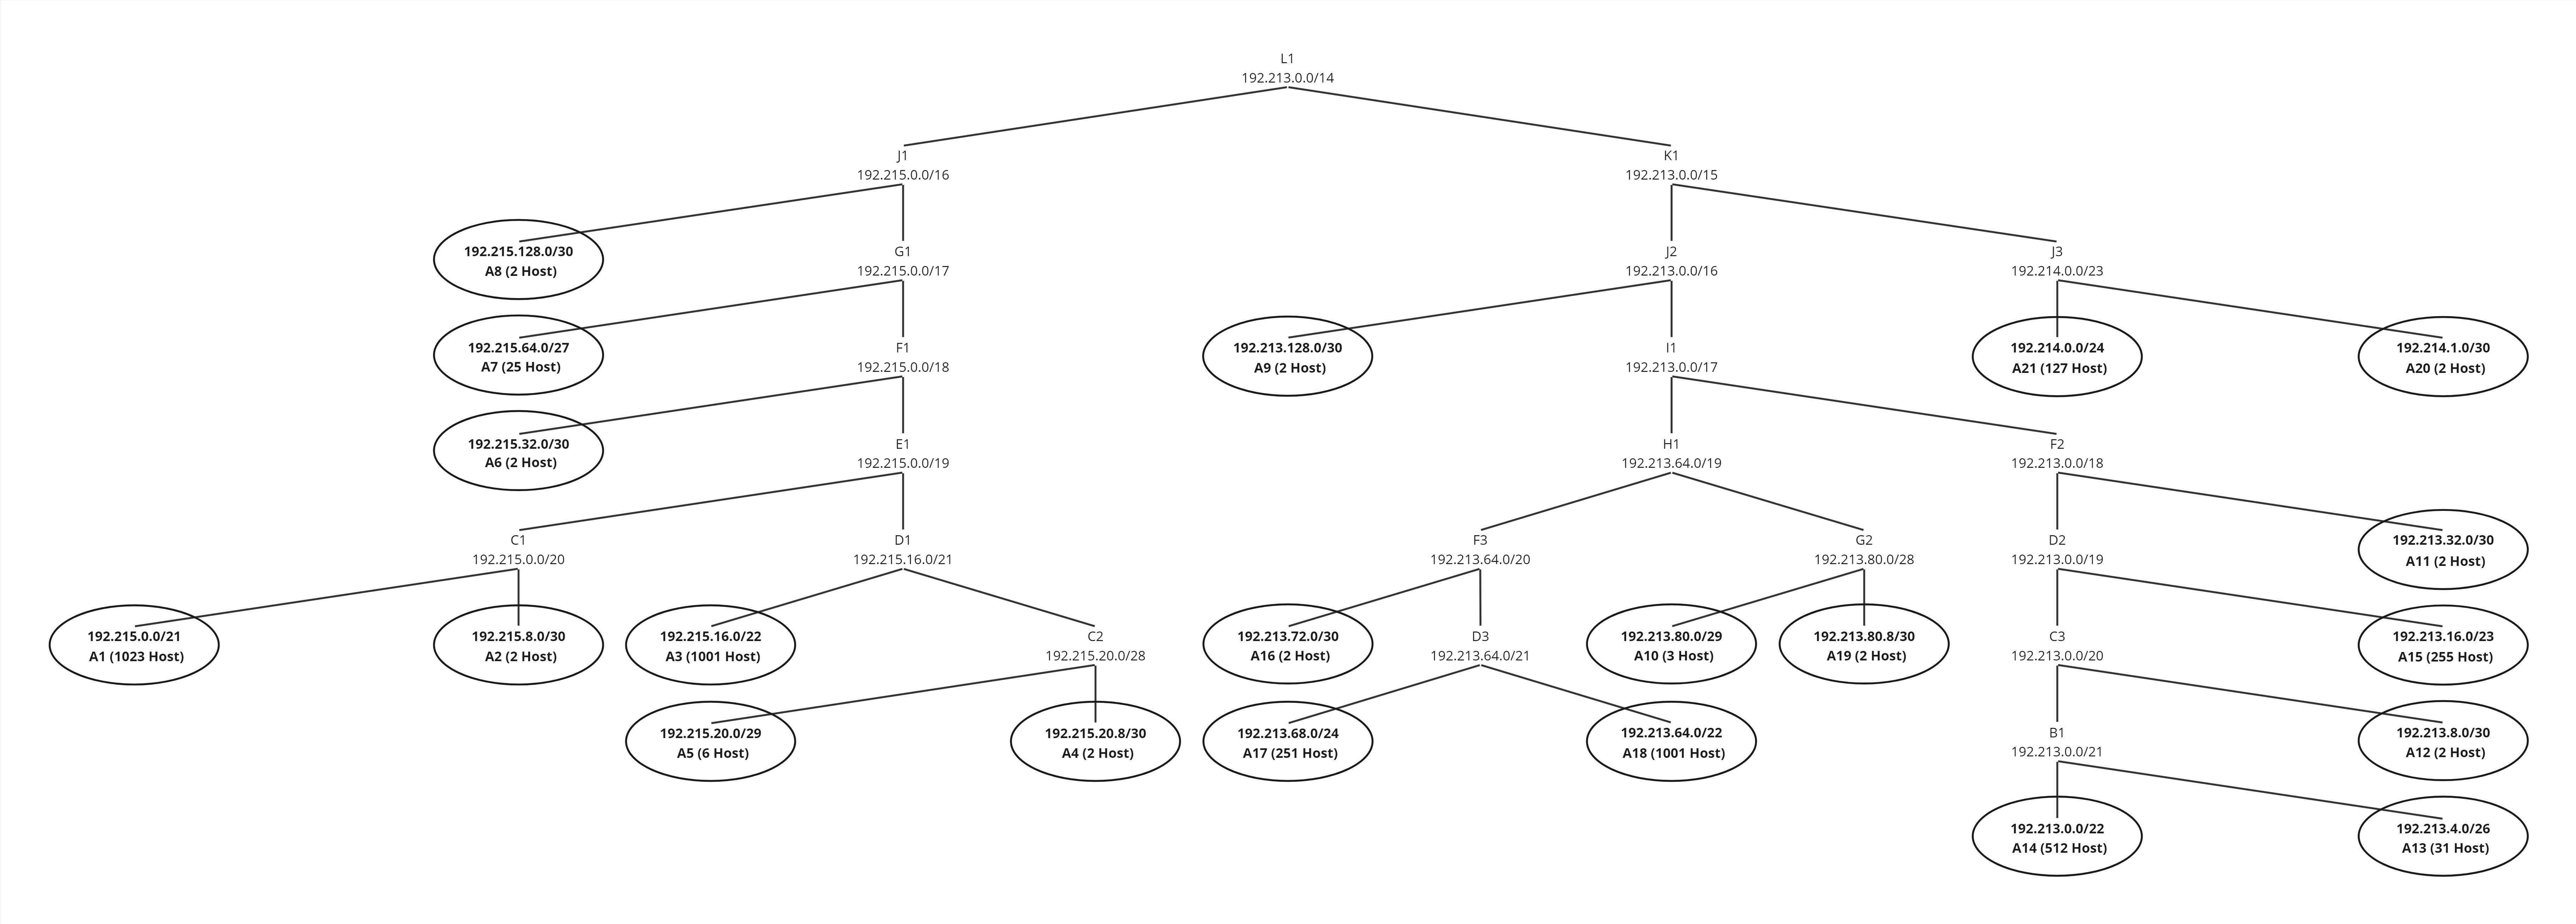 L1
192.213.0.0/14
J1
192.215.0.0/16
K1
192.213.0.0/15
192.215.128.0/30
A8 (2 Host)
G1
192.215.0.0/17
J2
192.213.0.0/16
J3
192.214.0.0/23
192.215.64.0/27
A7 (25 Host)
F1
192.215.0.0/18
192.213.128.0/30
A9 (2 Host)
I1
192.213.0.0/17
192.214.0.0/24
A21 (127 Host)
192.214.1.0/30
A20 (2 Host)
192.215.32.0/30
A6 (2 Host)
E1
192.215.0.0/19
H1
192.213.64.0/19
F2
192.213.0.0/18
C1
192.215.0.0/20
D1
192.215.16.0/21
F3
192.213.64.0/20
G2
192.213.80.0/28
D2
192.213.0.0/19
192.213.32.0/30
A11 (2 Host)
192.215.0.0/21
A1 (1023 Host)
192.215.8.0/30
A2 (2 Host)
192.215.16.0/22
A3 (1001 Host)
C2
192.215.20.0/28
192.213.72.0/30
A16 (2 Host)
D3
192.213.64.0/21
192.213.80.0/29
A10 (3 Host)
192.213.80.8/30
A19 (2 Host)
C3
192.213.0.0/20
192.213.16.0/23
A15 (255 Host)
192.215.20.0/29
A5 (6 Host)
192.215.20.8/30
A4 (2 Host)
192.213.68.0/24
A17 (251 Host)
192.213.64.0/22
A18 (1001 Host)
B1
192.213.0.0/21
192.213.8.0/30
A12 (2 Host)
192.213.0.0/22
A14 (512 Host)
192.213.4.0/26
A13 (31 Host)